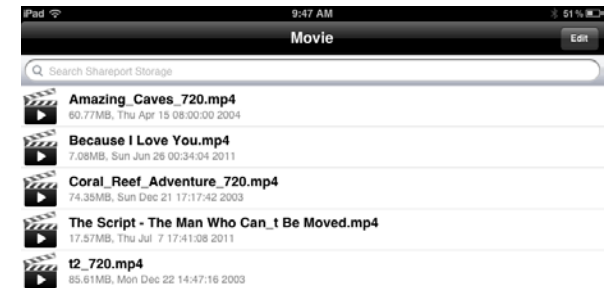 iPad 9:47 AM 51%
Movie Edit
Search Shareport Storage
Amazing_Caves_720.mp4
60.77MB, Thu Apr 15 08:00:00 2004
Because I Love You.mp4
7.08MB, Sun Jun 26 00:34:04 2011
Coral_Reef_Adventure_720.mp4
74.35MB, Sun Dec 21 17:17:42 2003
The Script - The Man Who Can_t Be Moved.mp4
17.57MB, Thu Jul 7 17:41:08 2011
t2_720.mp4
85.61MB, Mon Dec 22 14:47:16 2003